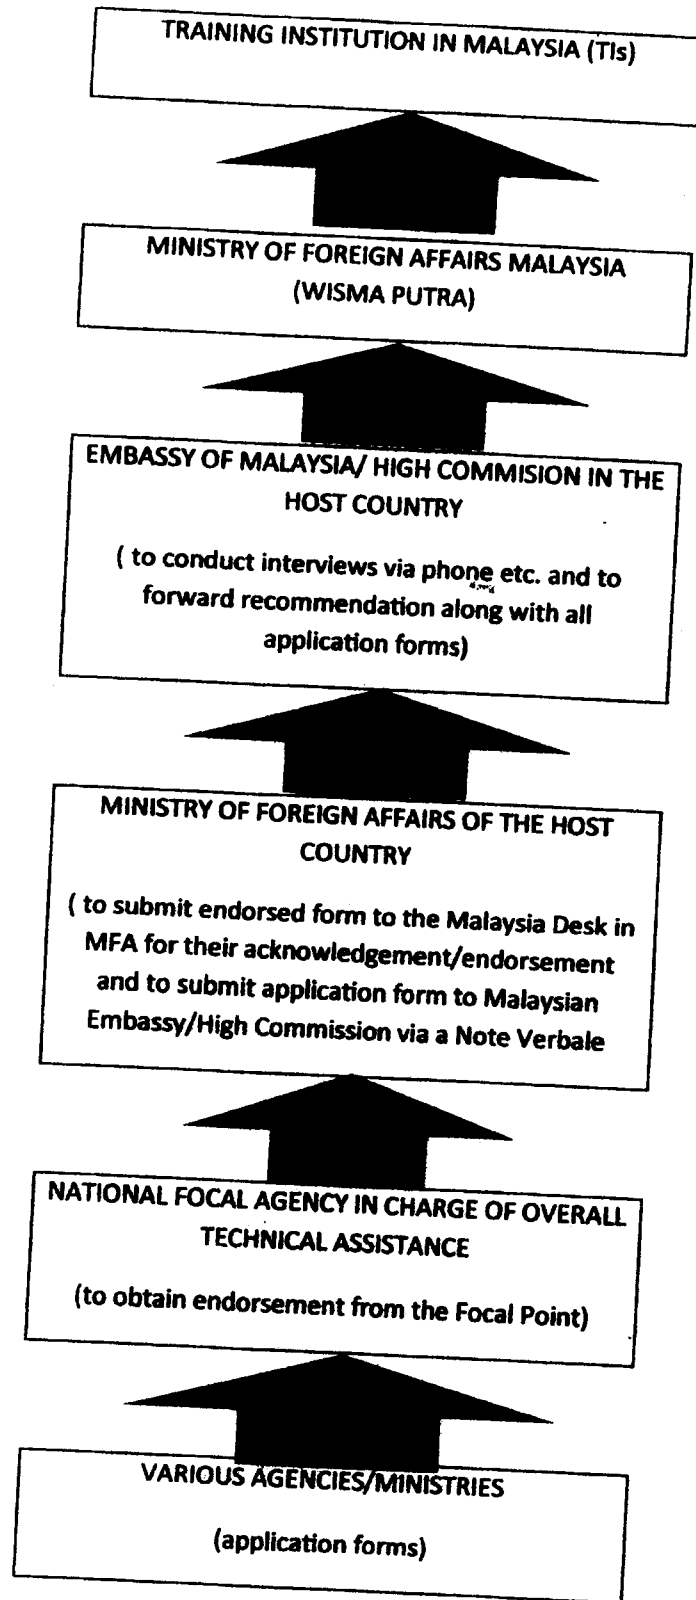 TRAINING INSTITUTION IN MALAYSIA (TIs)
MINISTRY OF FOREIGN AFFAIRS MALAYSIA
(WISMA PUTRA)
EMBASSY OF MALAYSIA/ HIGH COMMISION IN THE
HOST COUNTRY
( to conduct interviews via phone etc. and to
forward recommendation along with all
application forms)
MINISTRY OF FOREIGN AFFAIRS OF THE HOST
COUNTRY
( to submit endorsed form to the Malaysia Desk in
MFA for their acknowledgement/endorsement
and to submit application form to Malaysian
Embassy/High Commission via a Note Verbale
NATIONAL FOCAL AGENCY IN CHARGE OF OVERALL
TECHNICAL ASSISTANCE
(to obtain endorsement from the Focal Point)
VARIOUS AGENCIES/MINISTRIES
(application forms)